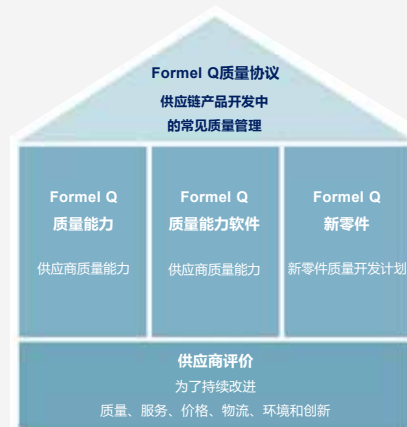 Formel Q质量协议
供应链产品开发中
的常见质量管理
Formel Q
质量能力
供应商质量能力
Formel Q
质量能力软件
供应商质量能力
Formel Q
新零件
新零件质量开发计划
供应商评价
为了持续改进
质量、服务、价格、物流、环境和创新